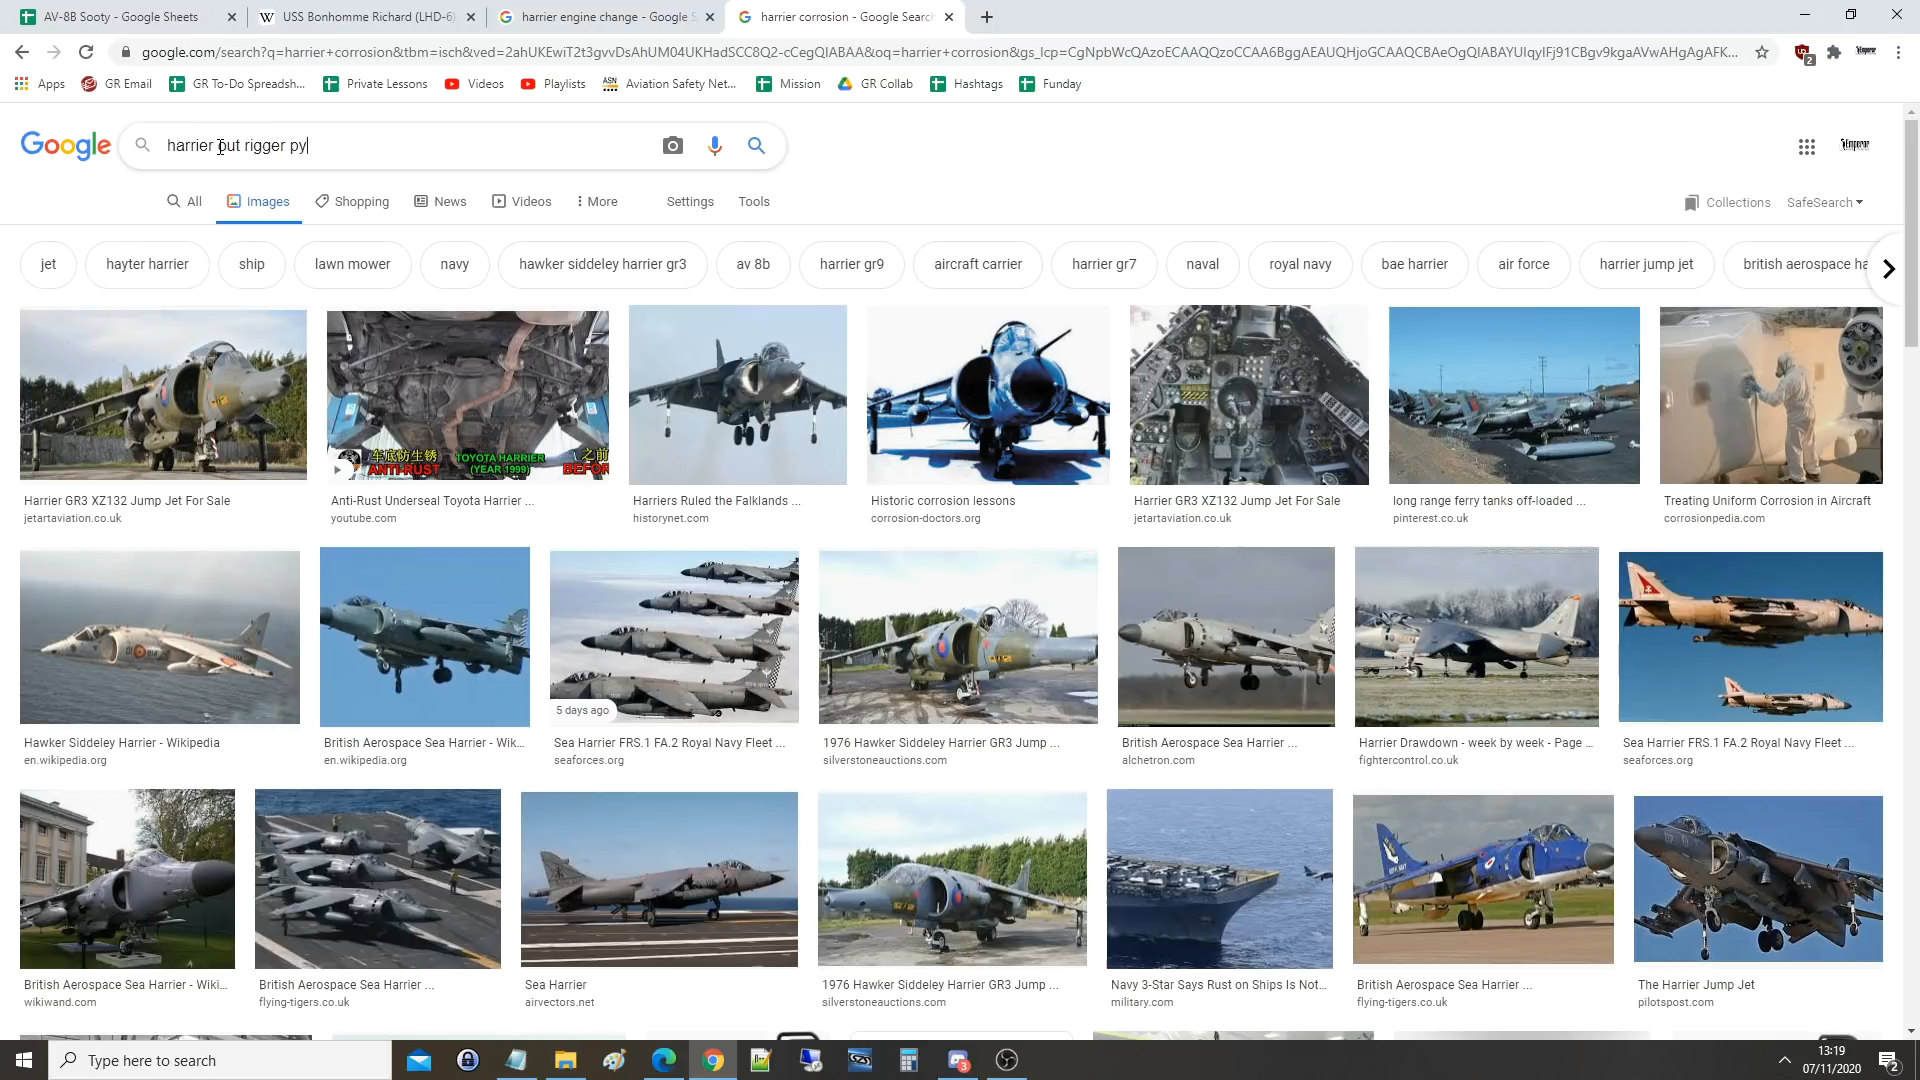 AV-8B Sooty - Google Sheets
USS Bonhomme Richard (LHD-6)
harrier engine change - Google S
harrier corrosion - Google Search
google.com/search?q=harrier+corrosion&tbm=isch&ved=2ahUKEwiT2t3gvvDsAhUM04UKHadSCC8Q2-cCegQIABAA&oq=harrier+corrosion&gs_lcp=CgNpbWcQAzoECAAQQzoCCAA6BggAEAUQHjoGCAAQCBAeOgQIABAYUIqyIFj91CBgv9kgaAVwAHgAgAFK...
Apps GR Email GR To-Do Spreadsh... Private Lessons Videos Playlists ASN Aviation Safety Net... Mission GR Collab Hashtags Funday
Google harrier out rigger py
All Images Shopping News Videos More Settings Tools Collections SafeSearch
jet hayter harrier ship lawn mower navy hawker siddeley harrier gr3 av 8b harrier gr9 aircraft carrier harrier gr7 naval royal navy bae harrier air force harrier jump jet british aerospace ha
车底防生锈
之前
ANTI-RUST
TOYOTA HARRIER
(YEAR 1999)
BEFOR
Harrier GR3 XZ132 Jump Jet For Sale
jetartaviation.co.uk
Anti-Rust Underseal Toyota Harrier ...
youtube.com
Harriers Ruled the Falklands ...
historynet.com
Historic corrosion lessons
corrosion-doctors.org
Harrier GR3 XZ132 Jump Jet For Sale
jetartaviation.co.uk
long range ferry tanks off-loaded ...
pinterest.co.uk
Treating Uniform Corrosion in Aircraft
corrosionpedia.com
5 days ago
Hawker Siddeley Harrier - Wikipedia
en.wikipedia.org
British Aerospace Sea Harrier - Wik...
en.wikipedia.org
Sea Harrier FRS.1 FA.2 Royal Navy Fleet ...
seaforces.org
1976 Hawker Siddeley Harrier GR3 Jump ...
silverstoneauctions.com
British Aerospace Sea Harrier ...
alchetron.com
Harrier Drawdown - week by week - Page ...
fightercontrol.co.uk
Sea Harrier FRS.1 FA.2 Royal Navy Fleet ...
seaforces.org
British Aerospace Sea Harrier - Wiki...
wikiwand.com
British Aerospace Sea Harrier ...
flying-tigers.co.uk
Sea Harrier
airvectors.net
1976 Hawker Siddeley Harrier GR3 Jump ...
silverstoneauctions.com
Navy 3-Star Says Rust on Ships Is Not...
military.com
British Aerospace Sea Harrier ...
flying-tigers.co.uk
The Harrier Jump Jet
pilotspost.com
Type here to search
13:19
07/11/2020